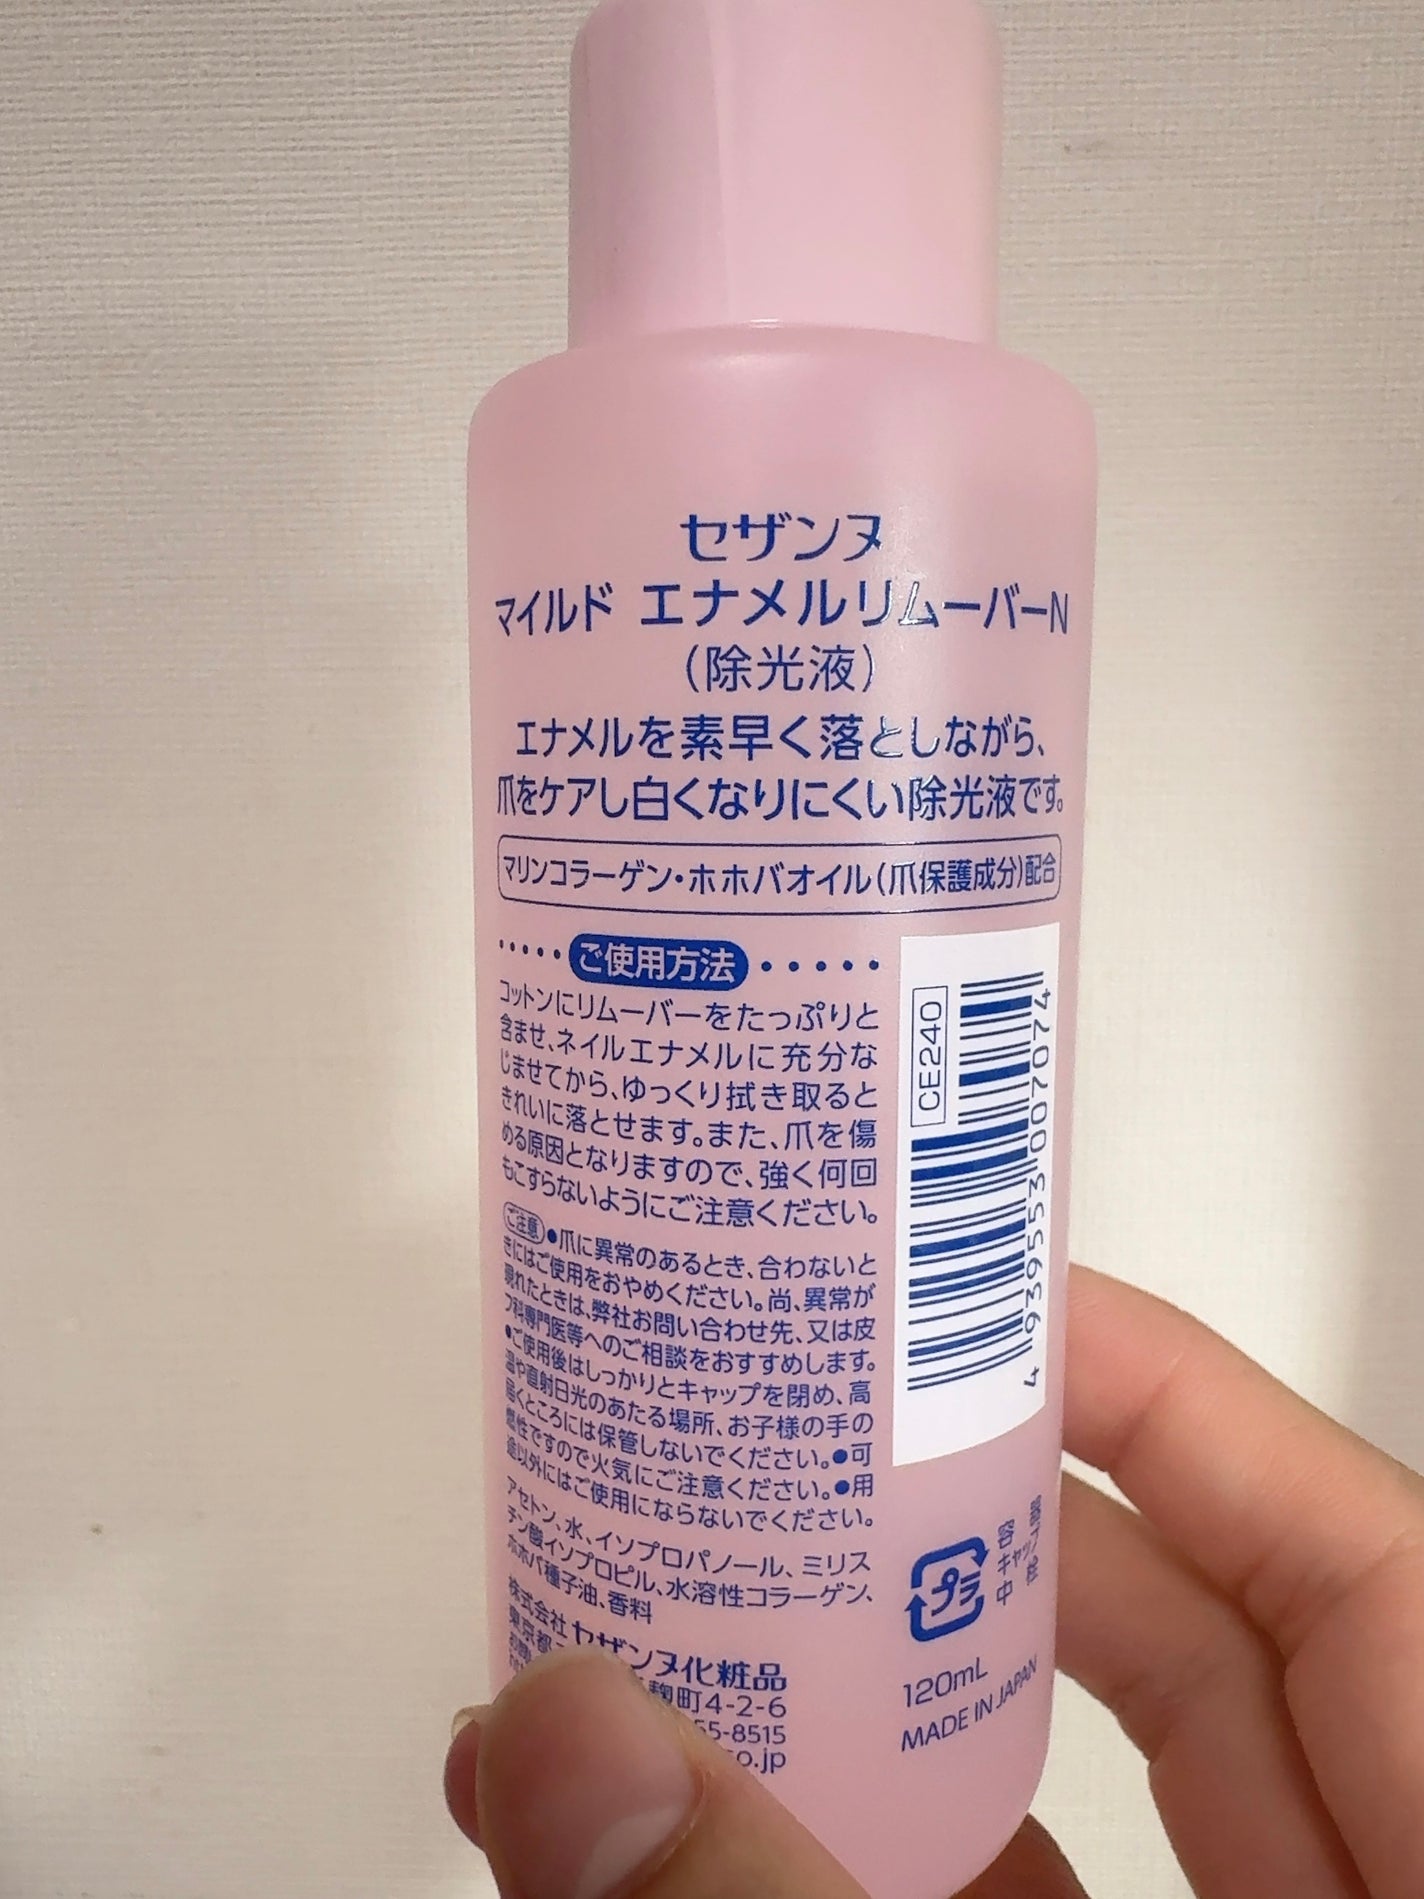 セザンヌ
マイルド エナメルリムーバーN
(除光液)
エナメルを素早く落としながら、
爪をケアし白くなりにくい除光液です。
マリンコラーゲン・ホホバオイル(爪保護成分)配合
ご使用方法
コットンにリムーバーをたっぷりと
含ませ、ネイルエナメルに充分な
じませてから、ゆっくり拭き取ると
きれいに落とせます。また、爪を傷
める原因となりますので、強く何回
もこすらないようにご注意ください。
ご注意 ●爪に異常のあるとき、合わないと
きにはご使用をおやめください。尚、異常が
現れたときは、弊社お問い合わせ先、又は皮
フ科専門医等へのご相談をおすすめします。
●ご使用後はしっかりとキャップを閉め、高
温や直射日光のあたる場所、お子様の手の
届くところには保管しないでください。●可
燃性ですので火気にご注意ください。●用
途以外にはご使用にならないでください。
アセトン、水、イソプロパノール、ミリス
チン酸イソプロピル、水溶性コラーゲン、
ホホバ種子油、香料
株式会社 セザンヌ化粧品
東京都
麹町4-2-6
55-8515
co.jp
CE240
4 939553 007074
プラ
容器
キャップ
中栓
120mL
MADE IN JAPAN